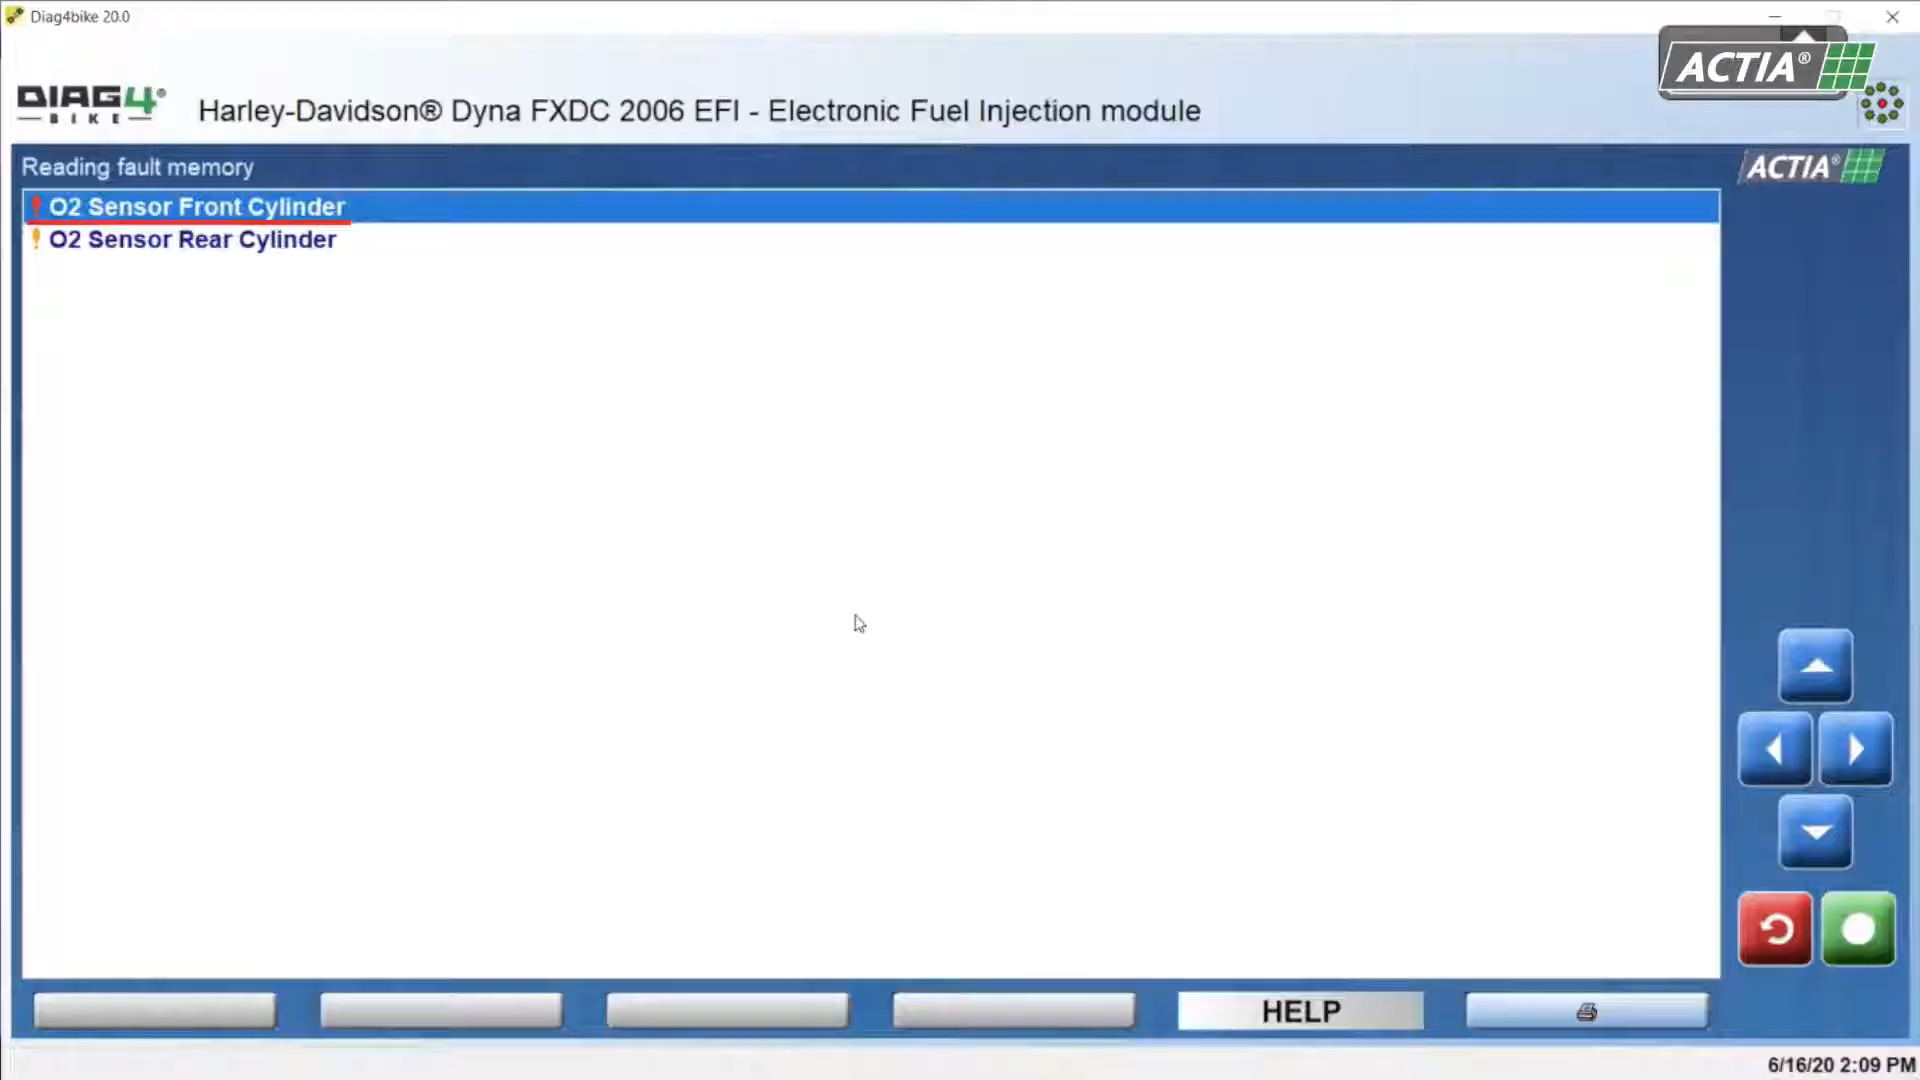 Diag4bike 20.0
ACTIA®
DIAG4®
BIKE
Harley-Davidson® Dyna FXDC 2006 EFI - Electronic Fuel Injection module
Reading fault memory
ACTIA®
O2 Sensor Front Cylinder
O2 Sensor Rear Cylinder
HELP
6/16/20 2:09 PM